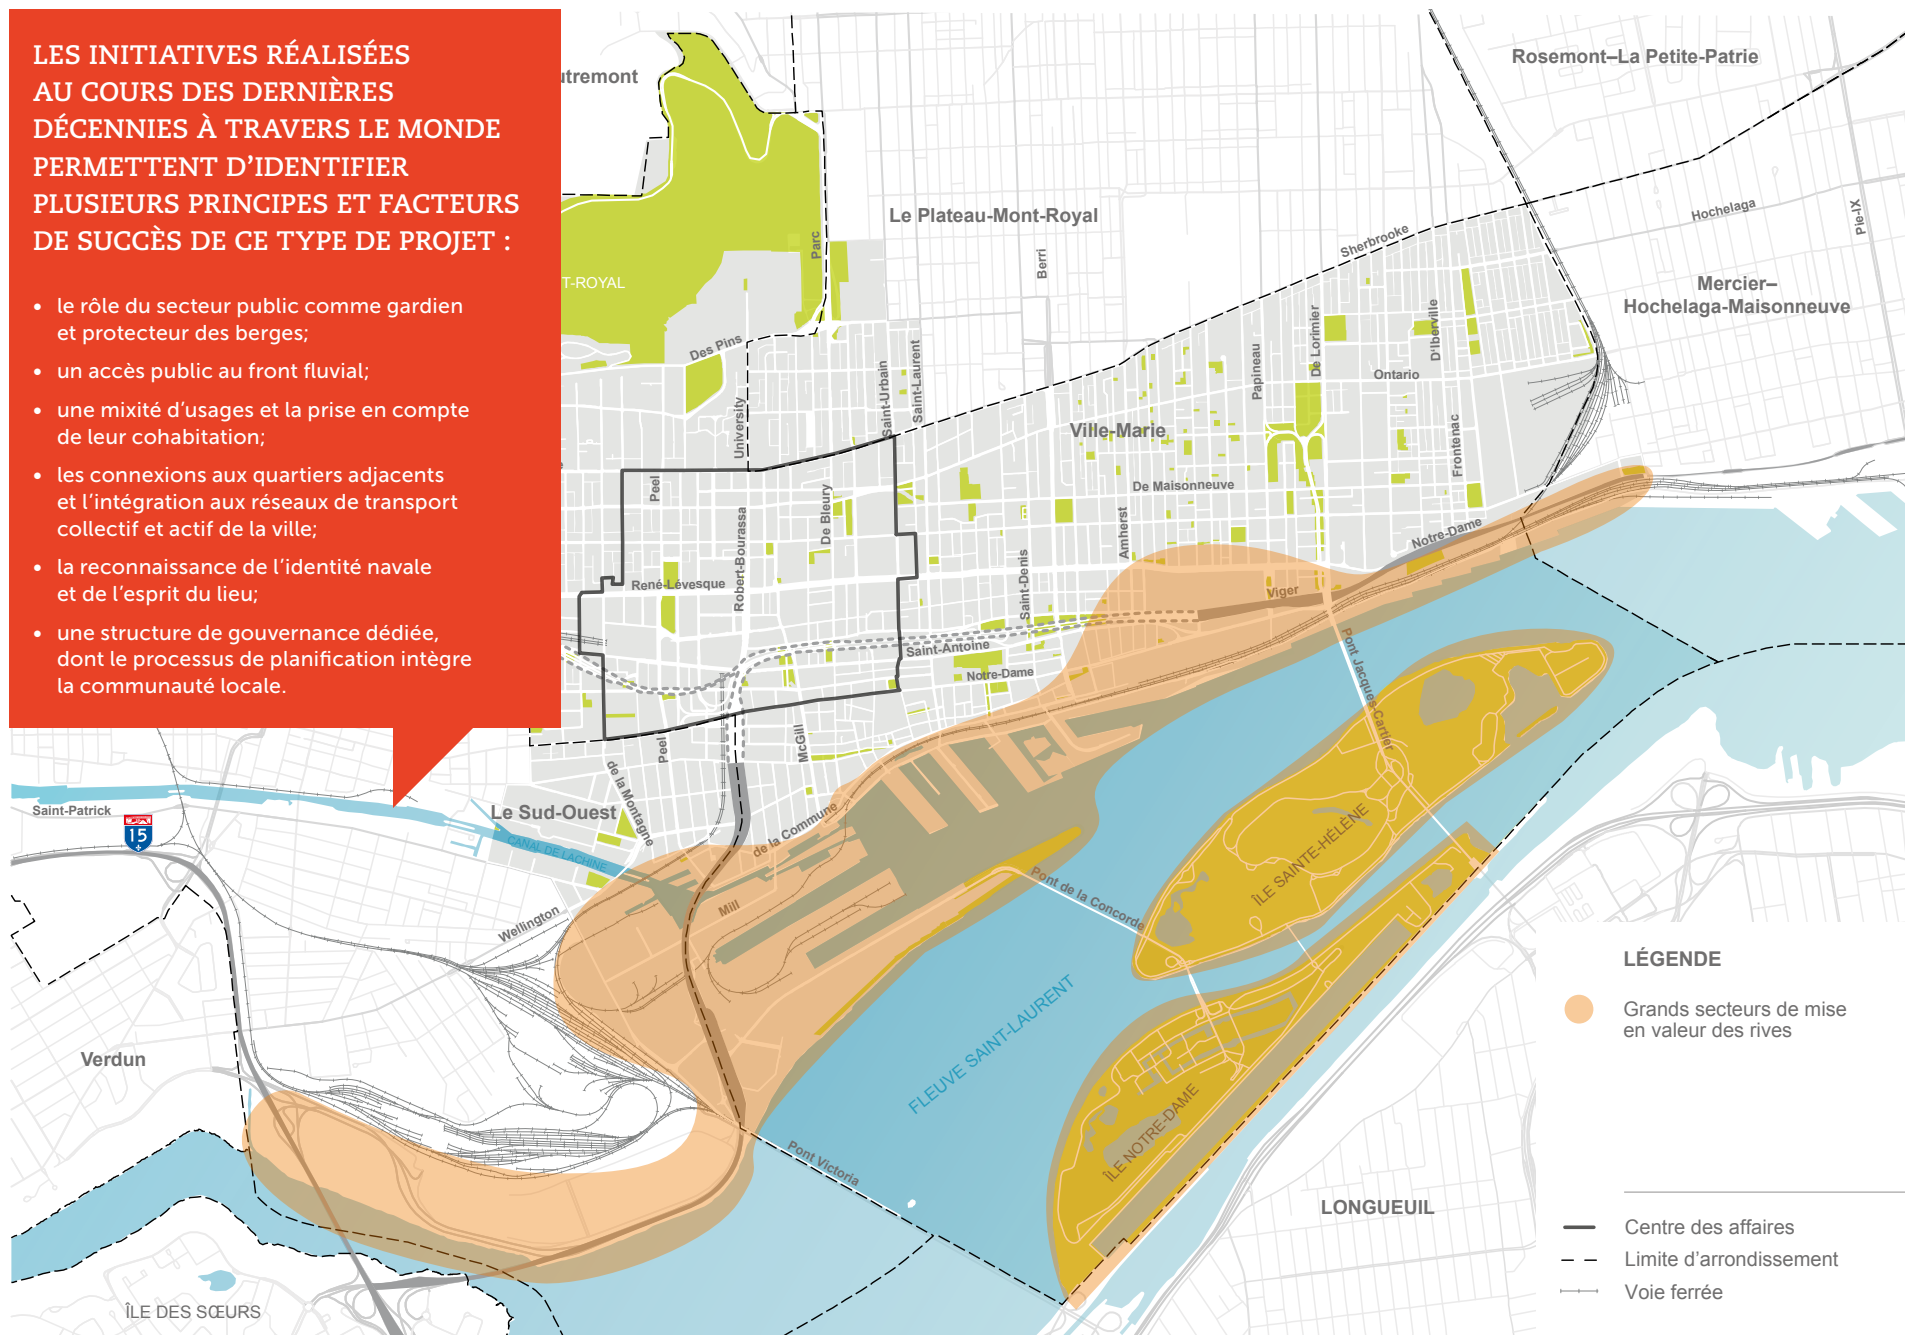 LES INITIATIVES RÉALISÉES
AU COURS DES DERNIÈRES
DÉCENNIES À TRAVERS LE MONDE
PERMETTENT D’IDENTIFIER
PLUSIEURS PRINCIPES ET FACTEURS
DE SUCCÈS DE CE TYPE DE PROJET :
• le rôle du secteur public comme gardien
et protecteur des berges;
• un accès public au front fluvial;
• une mixité d’usages et la prise en compte
de leur cohabitation;
• les connexions aux quartiers adjacents
et l’intégration aux réseaux de transport
collectif et actif de la ville;
• la reconnaissance de l’identité navale
et de l’esprit du lieu;
• une structure de gouvernance dédiée,
dont le processus de planification intègre
la communauté locale.
utremont
Rosemont–La Petite-Patrie
Le Plateau-Mont-Royal
Hochelaga
Pie-IX
Sherbrooke
Parc
Berri
T-ROYAL
Mercier–
Hochelaga-Maisonneuve
Des Pins
Saint-Urbain
Saint-Laurent
Papineau
De Lorimier
D'Iberville
Ontario
University
Ville-Marie
Frontenac
Peel
De Bleury
De Maisonneuve
Robert-Bourassa
Amherst
Notre-Dame
René-Lévesque
Saint-Denis
Viger
Saint-Antoine
Notre-Dame
Pont Jacques-Cartier
Peel
McGill
de la Montagne
Saint-Patrick
15
Le Sud-Ouest
CANAL DE LACHINE
de la Commune
ÎLE SAINTE-HÉLÈNE
Pont de la Concorde
Mill
Wellington
FLEUVE SAINT-LAURENT
Verdun
ÎLE NOTRE-DAME
Pont Victoria
LONGUEUIL
ÎLE DES SŒURS
LÉGENDE
Grands secteurs de mise
en valeur des rives
Centre des affaires
Limite d’arrondissement
Voie ferrée